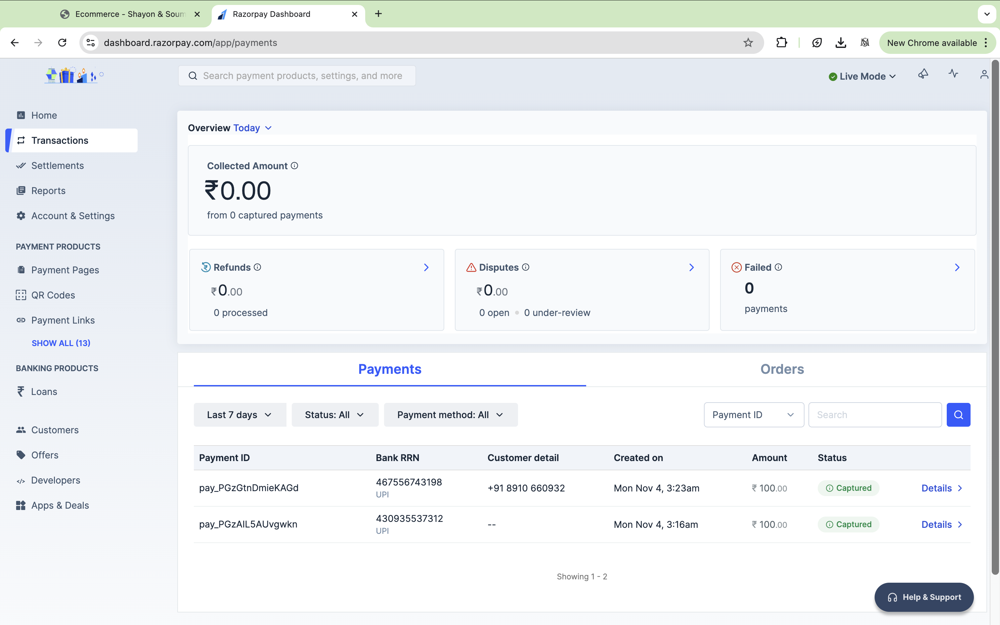 Ecommerce - Shayon & Soum
Razorpay Dashboard
dashboard.razorpay.com/app/payments
New Chrome available
Search payment products, settings, and more
Live Mode
Home
Transactions
Settlements
Reports
Account & Settings
PAYMENT PRODUCTS
Payment Pages
QR Codes
Payment Links
SHOW ALL (13)
BANKING PRODUCTS
Loans
Customers
Offers
Developers
Apps & Deals
Overview Today
Collected Amount
₹0.00
from 0 captured payments
Refunds
₹0.00
0 processed
Disputes
₹0.00
0 open • 0 under-review
Failed
0
payments
Payments Orders
Last 7 days Status: All Payment method: All Payment ID Search
Payment ID Bank RRN Customer detail Created on Amount Status
pay_PGzGtnDmieKAGd 467556743198 +91 8910 660932 Mon Nov 4, 3:23am ₹ 100.00 Captured Details
UPI
pay_PGzAlL5AUvgwkn 430935537312 -- Mon Nov 4, 3:16am ₹ 100.00 Captured Details
UPI
Showing 1 - 2
Help & Support